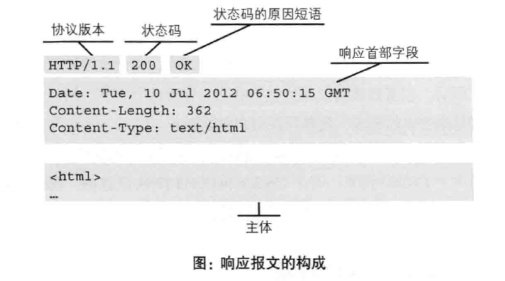 状态码的原因短语
协议版本
状态码
响应首部字段
HTTP/1.1 200 OK
Date: Tue, 10 Jul 2012 06:50:15 GMT
Content-Length: 362
Content-Type: text/html
<html>
…
主体
图：响应报文的构成